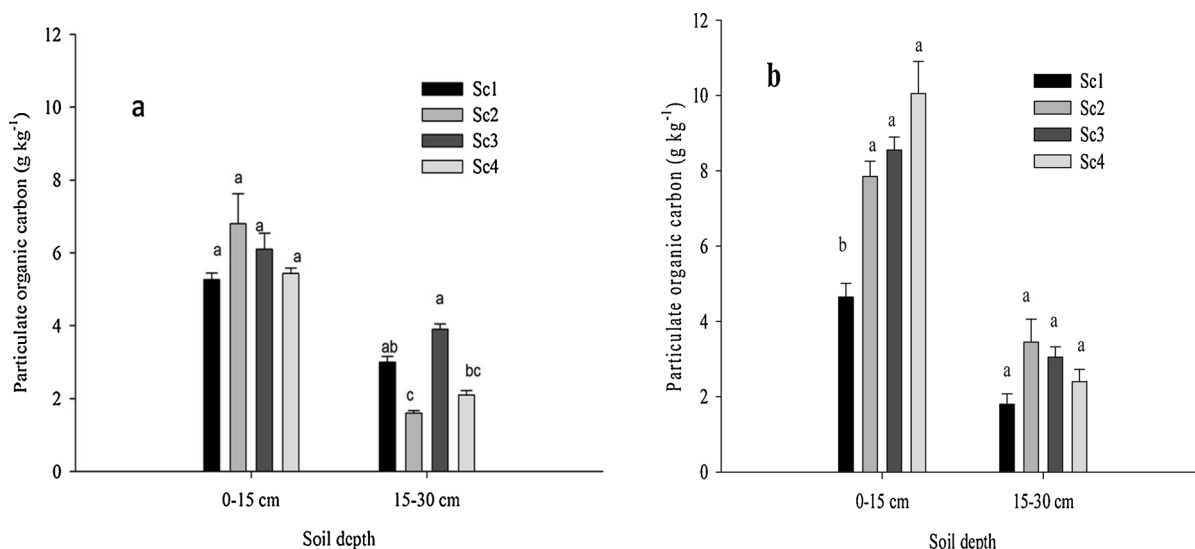 12
10
8
6
4
2
0
Particulate organic carbon (g kg-1)
a
Sc1
Sc2
Sc3
Sc4
a
a
a
a
ab
c
a
bc
0-15 cm
15-30 cm
Soil depth
12
10
8
6
4
2
0
Particulate organic carbon (g kg-1)
b
Sc1
Sc2
Sc3
Sc4
b
a
a
a
a
a
a
a
0-15 cm
15-30 cm
Soil depth